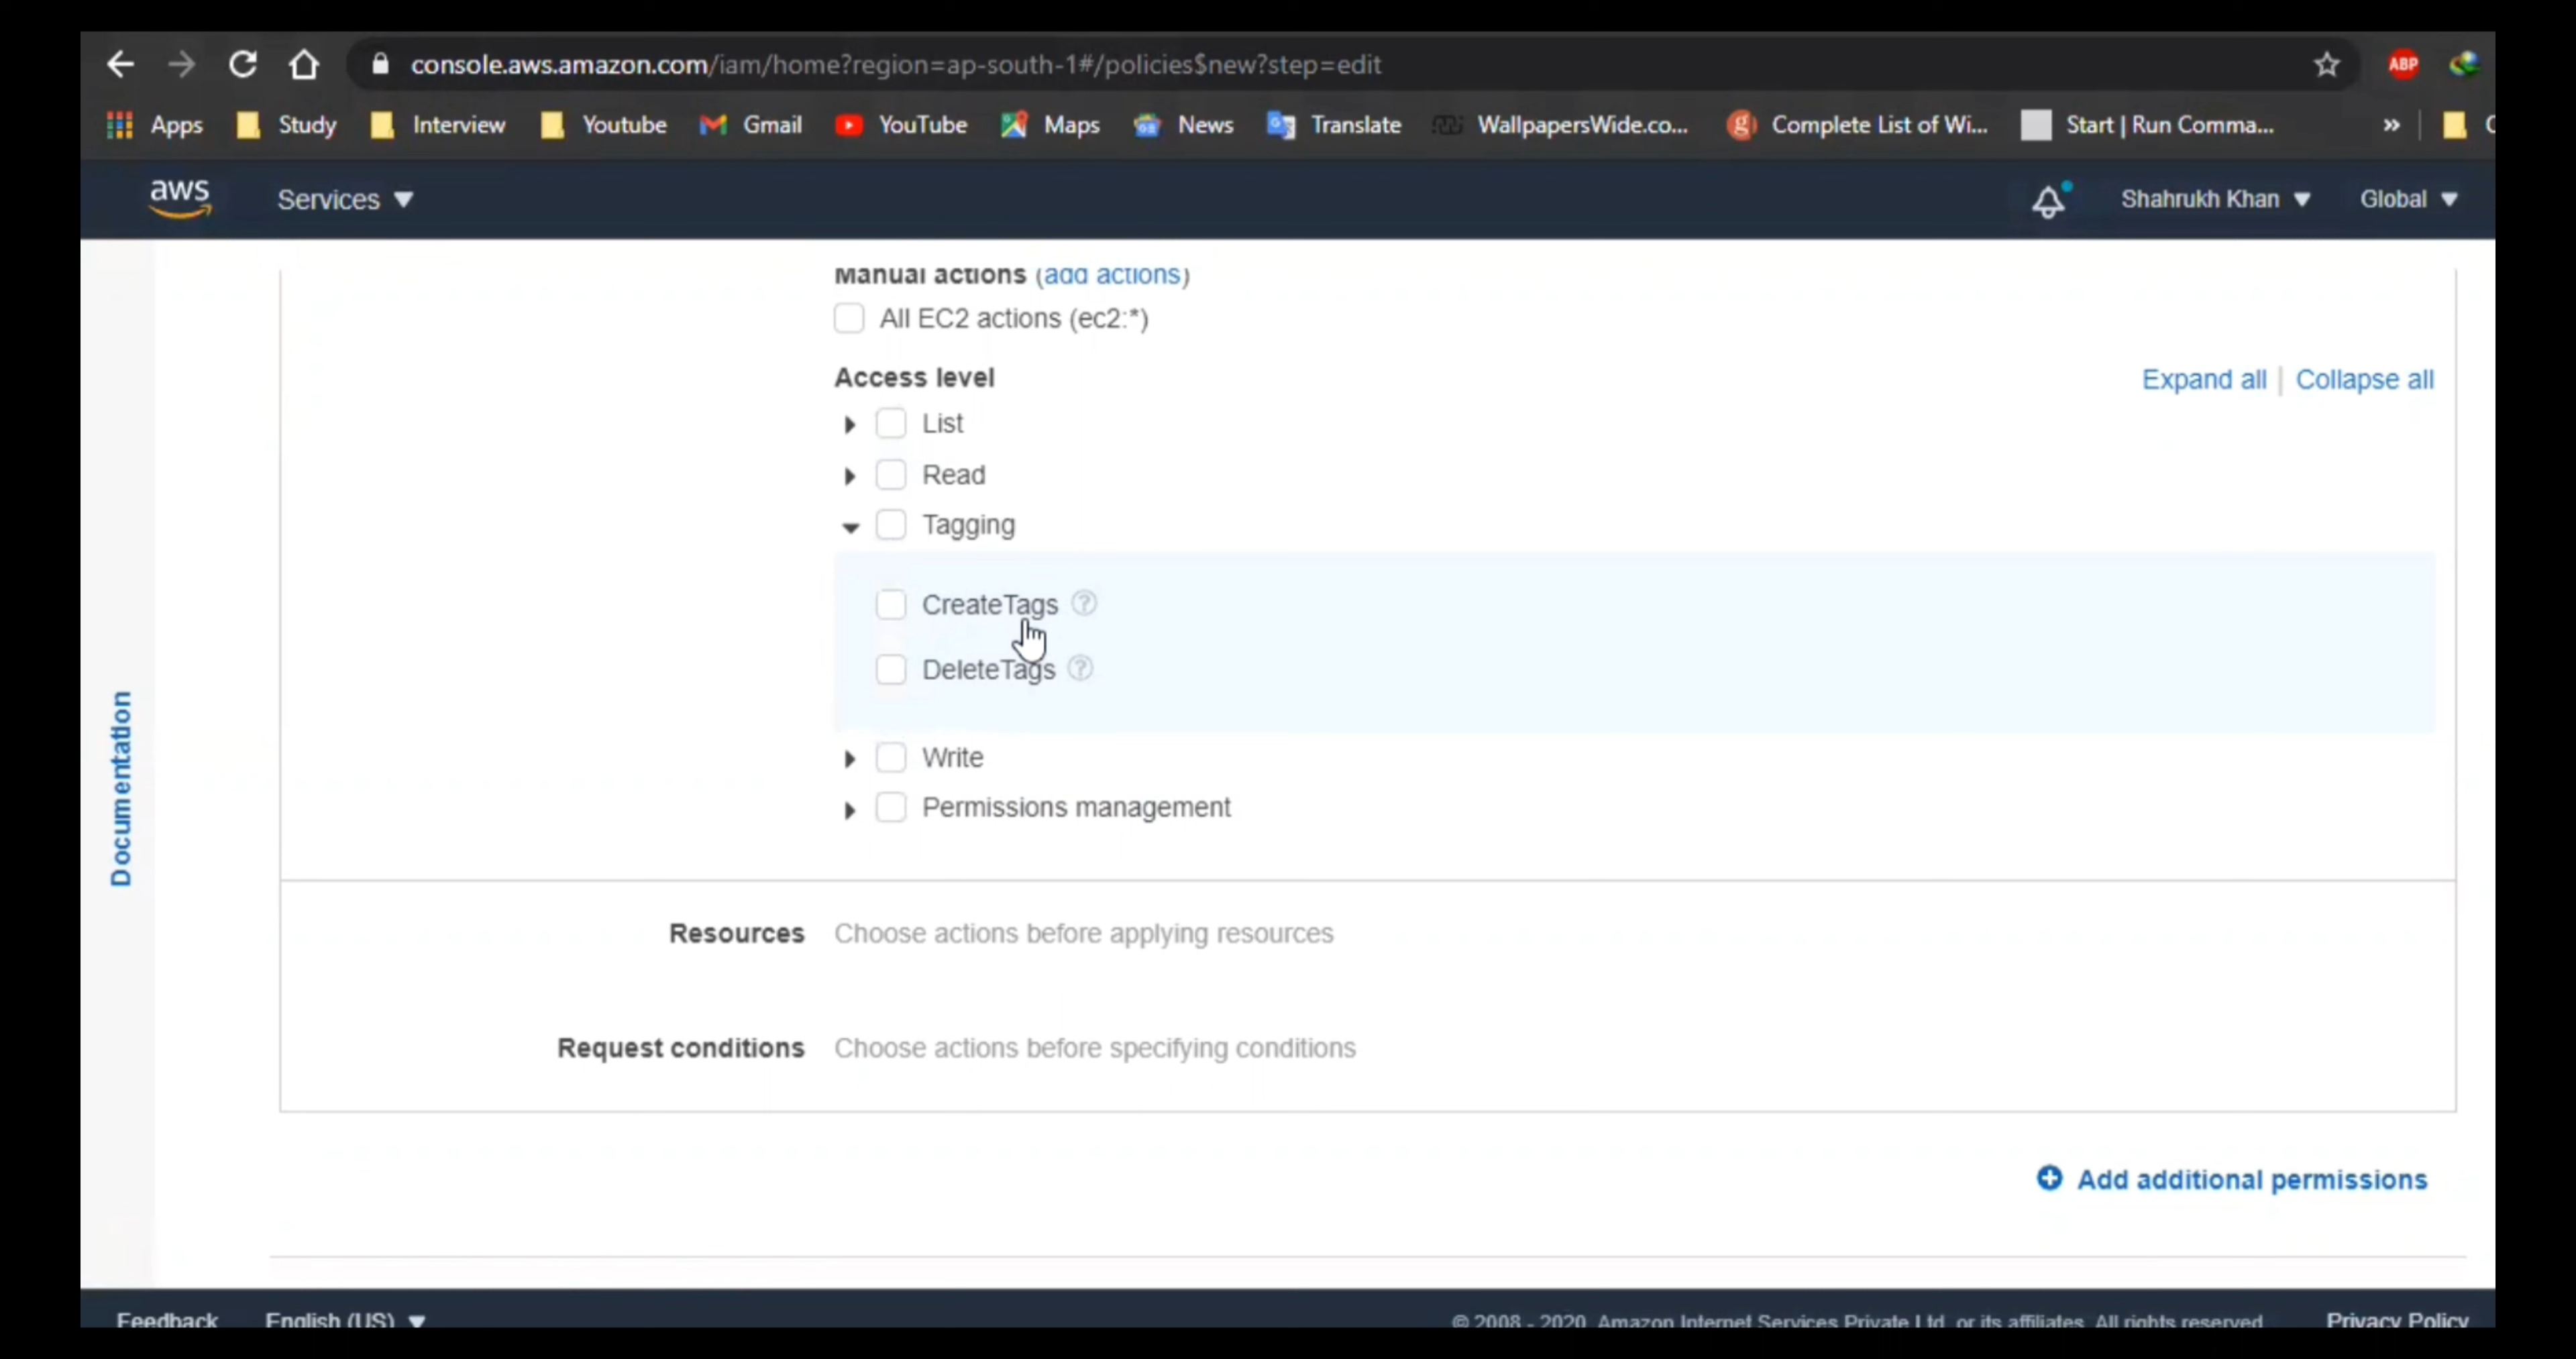 console.aws.amazon.com/iam/home?region=ap-south-1#/policies$new?step=edit
ABP
Apps Study Interview Youtube Gmail YouTube Maps News Translate WallpapersWide.co... Complete List of Wi... Start | Run Comma... »
aws Services Shahrukh Khan Global
Manual actions (add actions)
All EC2 actions (ec2:*)
Access level
Expand all | Collapse all
List
Read
Tagging
CreateTags ?
DeleteTags ?
Write
Permissions management
Documentation
Resources Choose actions before applying resources
Request conditions Choose actions before specifying conditions
Add additional permissions
Feedback English (US) © 2008 - 2020, Amazon Internet Services Private Ltd. or its affiliates. All rights reserved. Privacy Policy